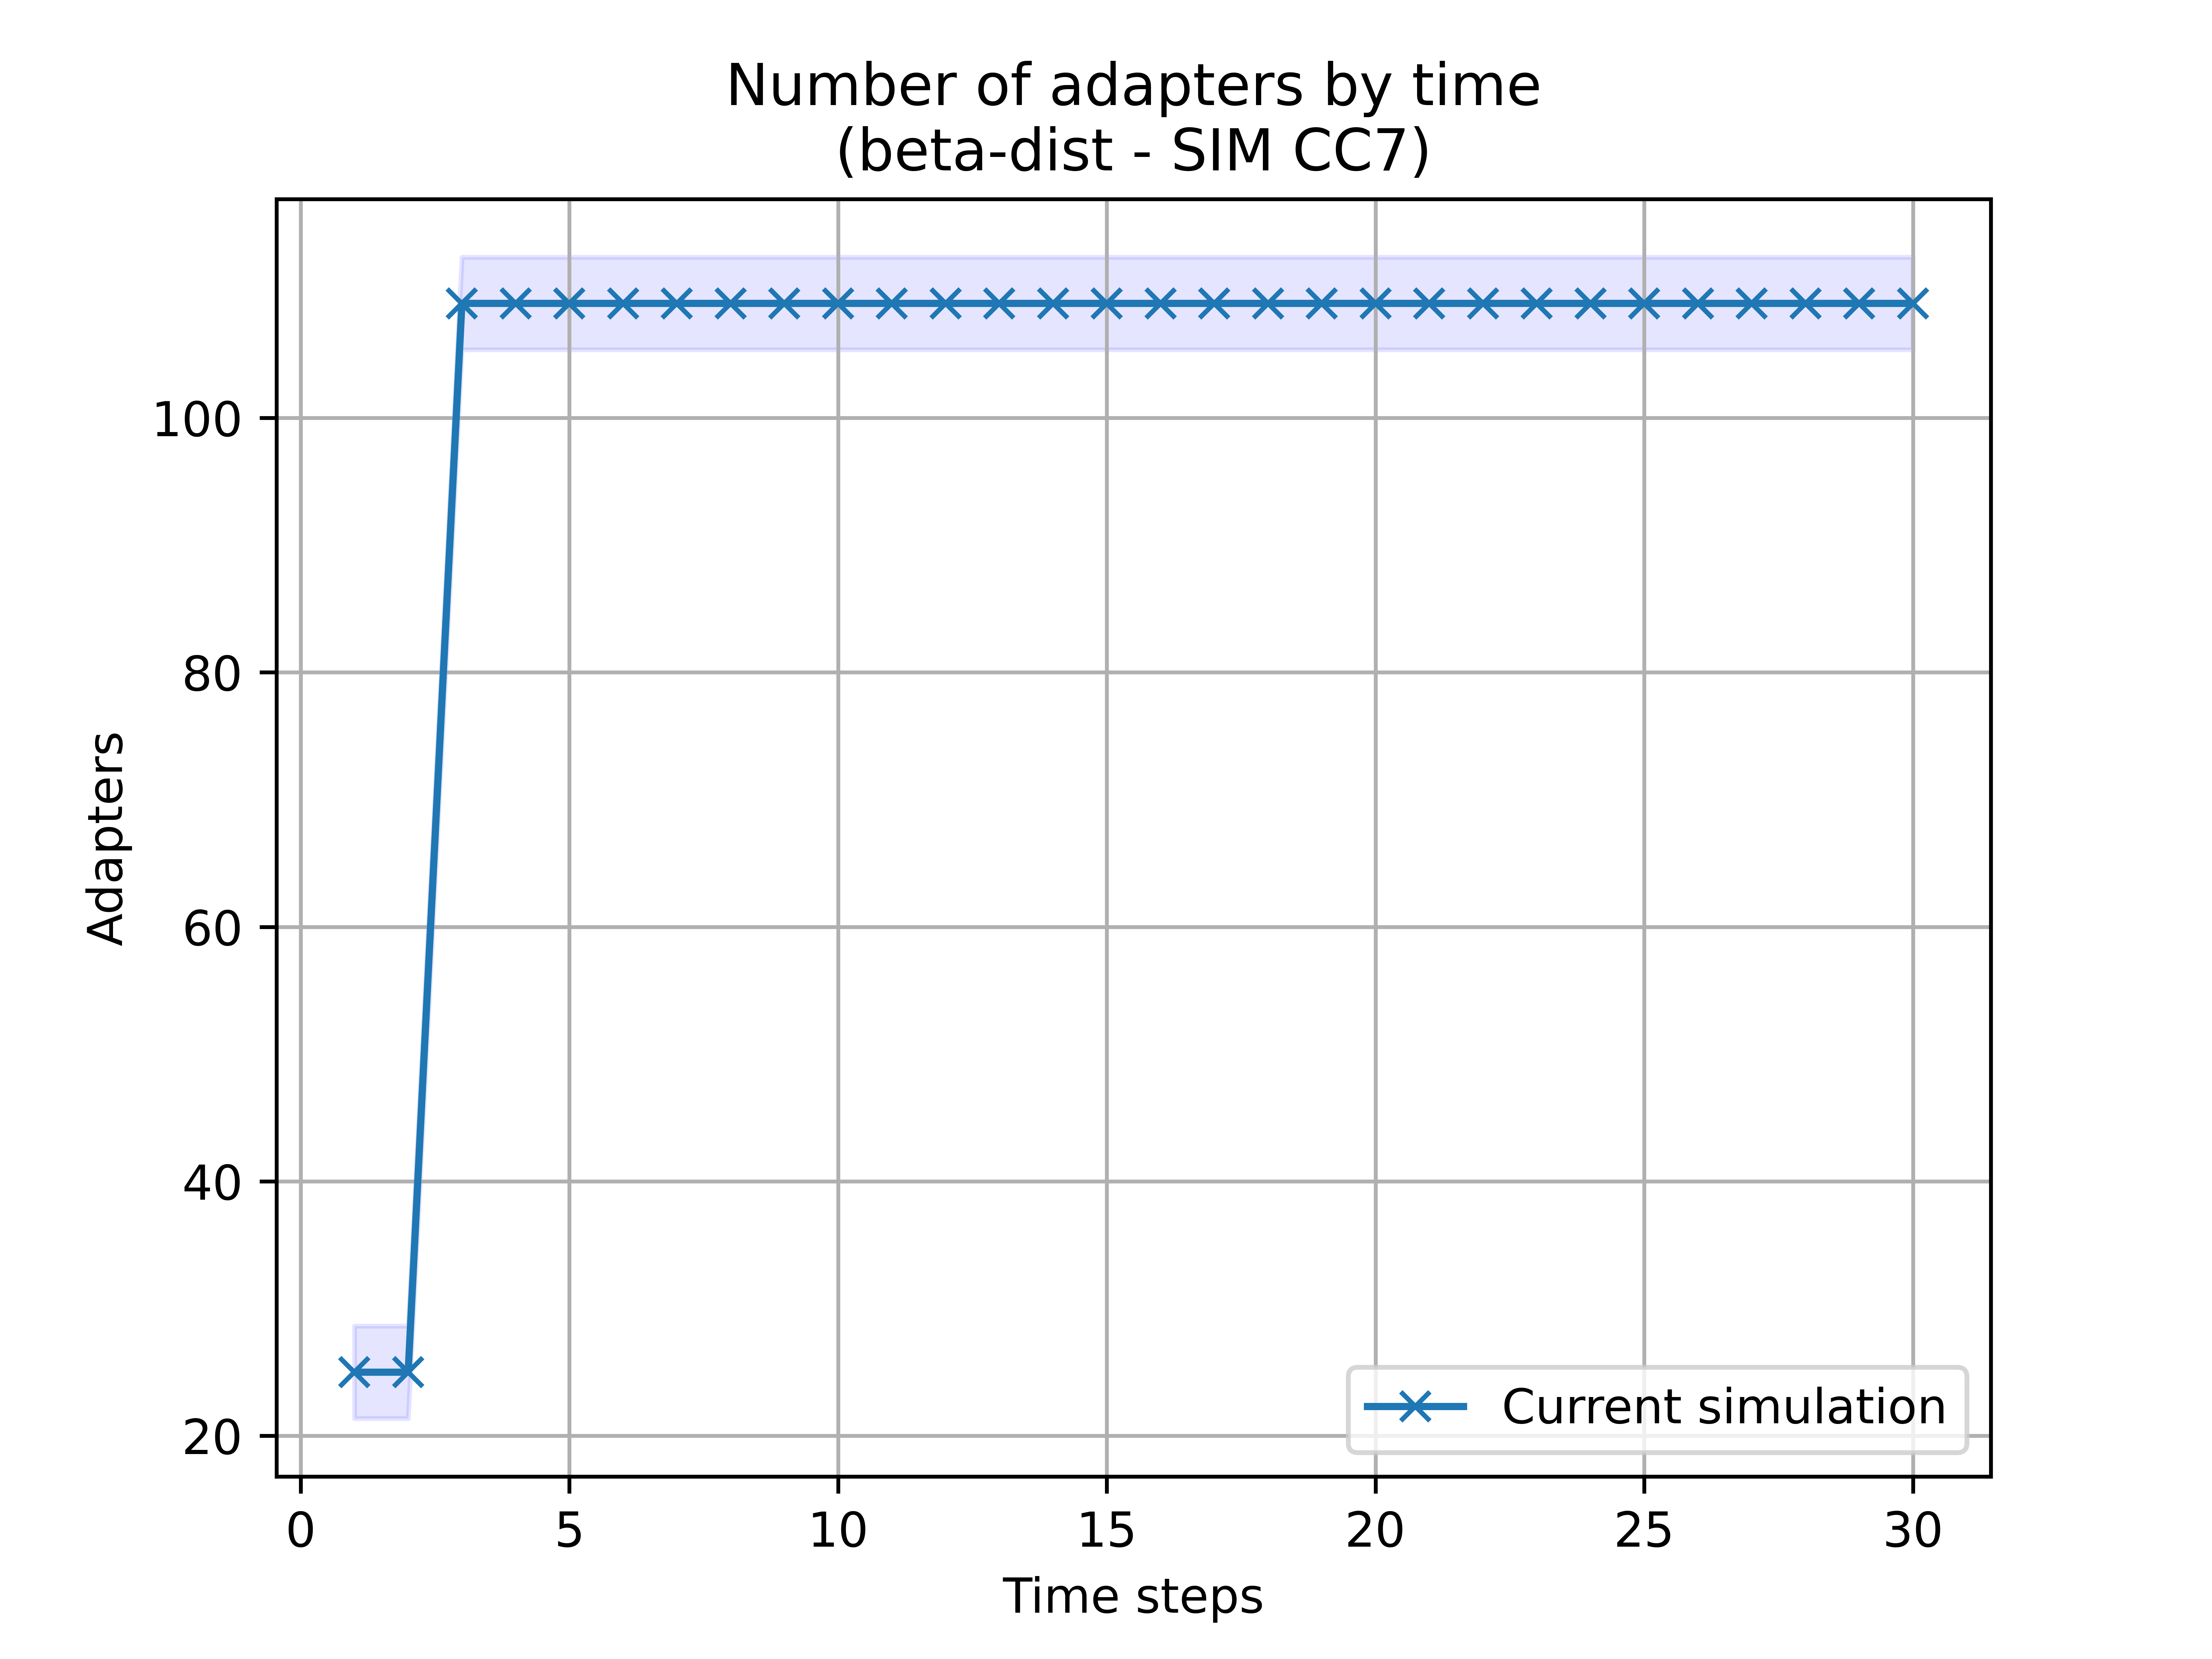 Number of adapters by time
(beta-dist - SIM CC7)
100
80
60
40
20
Adapters
Current simulation
0 5 10 15 20 25 30
Time steps